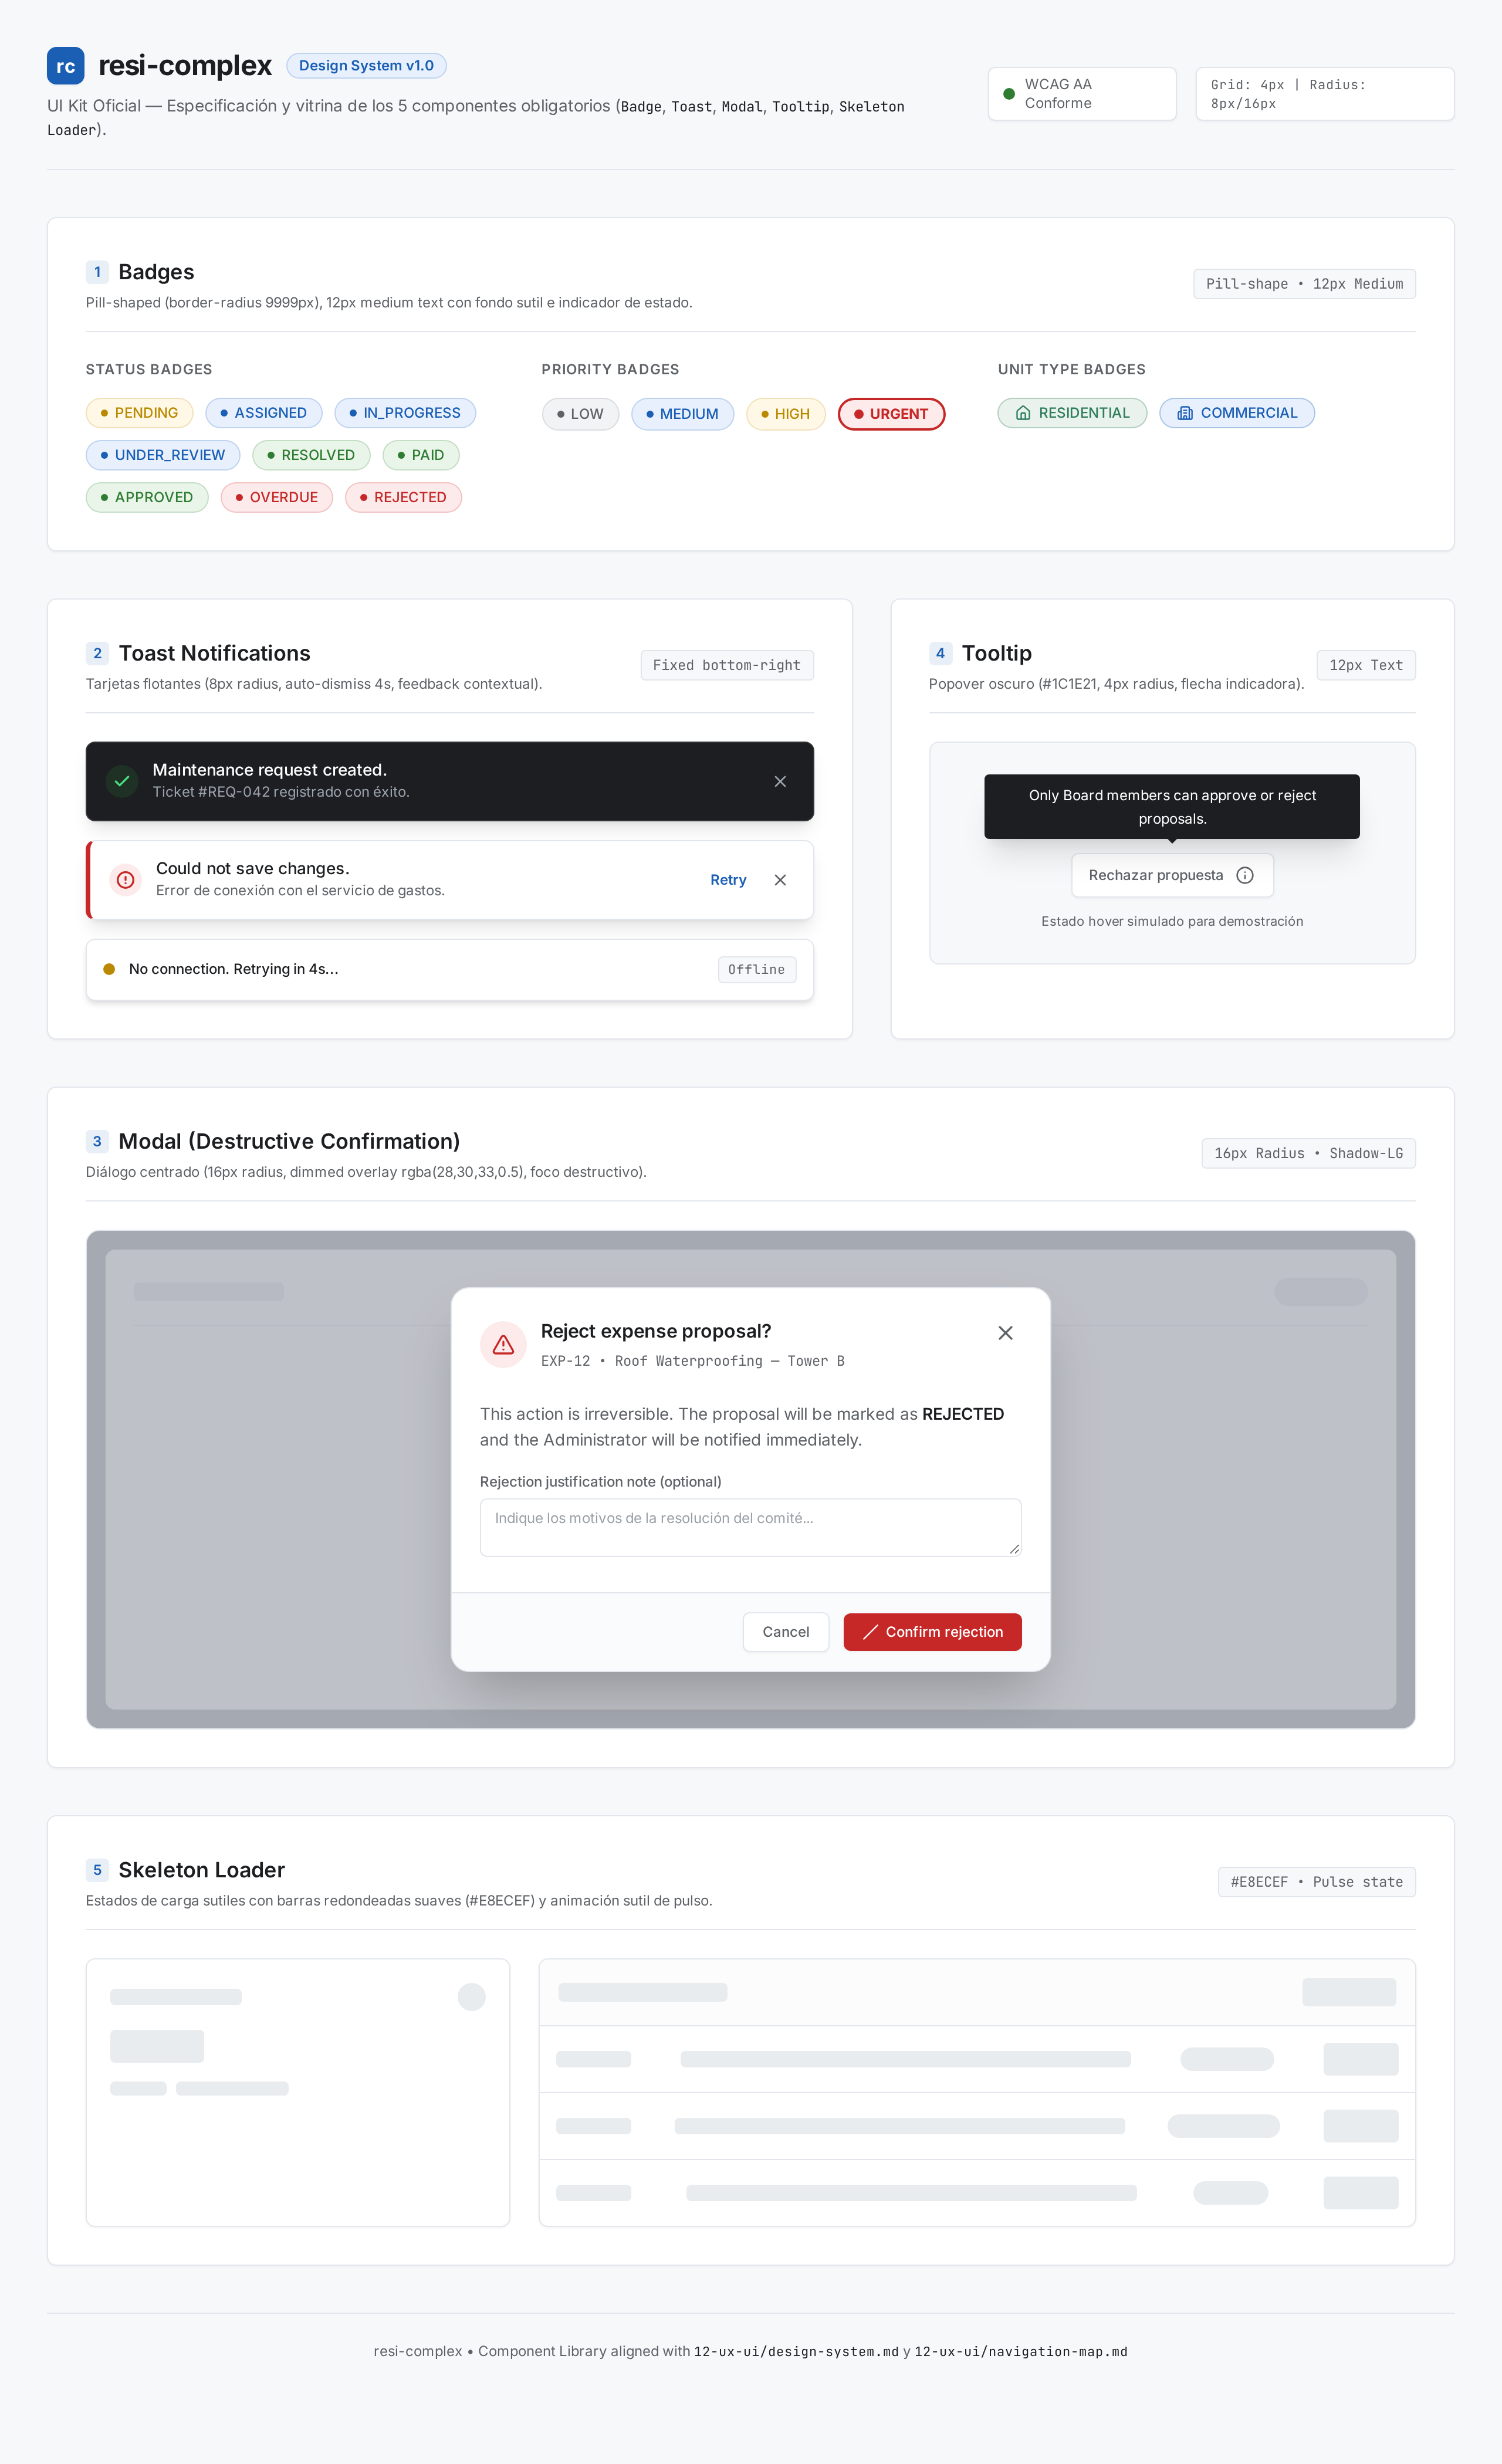 rc resi-complex Design System v1.0
UI Kit Oficial — Especificación y vitrina de los 5 componentes obligatorios (Badge, Toast, Modal, Tooltip, Skeleton
Loader).
WCAG AA
Conforme
Grid: 4px | Radius:
8px/16px
1 Badges
Pill-shaped (border-radius 9999px), 12px medium text con fondo sutil e indicador de estado.
Pill-shape • 12px Medium
STATUS BADGES
PENDING ASSIGNED IN_PROGRESS
UNDER_REVIEW RESOLVED PAID
APPROVED OVERDUE REJECTED
PRIORITY BADGES
LOW MEDIUM HIGH URGENT
UNIT TYPE BADGES
RESIDENTIAL COMMERCIAL
2 Toast Notifications
Tarjetas flotantes (8px radius, auto-dismiss 4s, feedback contextual).
Fixed bottom-right
Maintenance request created.
Ticket #REQ-042 registrado con éxito.
Could not save changes.
Error de conexión con el servicio de gastos.
Retry
No connection. Retrying in 4s...
Offline
4 Tooltip
Popover oscuro (#1C1E21, 4px radius, flecha indicadora).
12px Text
Only Board members can approve or reject
proposals.
Rechazar propuesta
Estado hover simulado para demostración
3 Modal (Destructive Confirmation)
Diálogo centrado (16px radius, dimmed overlay rgba(28,30,33,0.5), foco destructivo).
16px Radius • Shadow-LG
Reject expense proposal?
EXP-12 • Roof Waterproofing — Tower B
This action is irreversible. The proposal will be marked as REJECTED
and the Administrator will be notified immediately.
Rejection justification note (optional)
Indique los motivos de la resolución del comité...
Cancel
Confirm rejection
5 Skeleton Loader
Estados de carga sutiles con barras redondeadas suaves (#E8ECEF) y animación sutil de pulso.
#E8ECEF • Pulse state
resi-complex • Component Library aligned with 12-ux-ui/design-system.md y 12-ux-ui/navigation-map.md